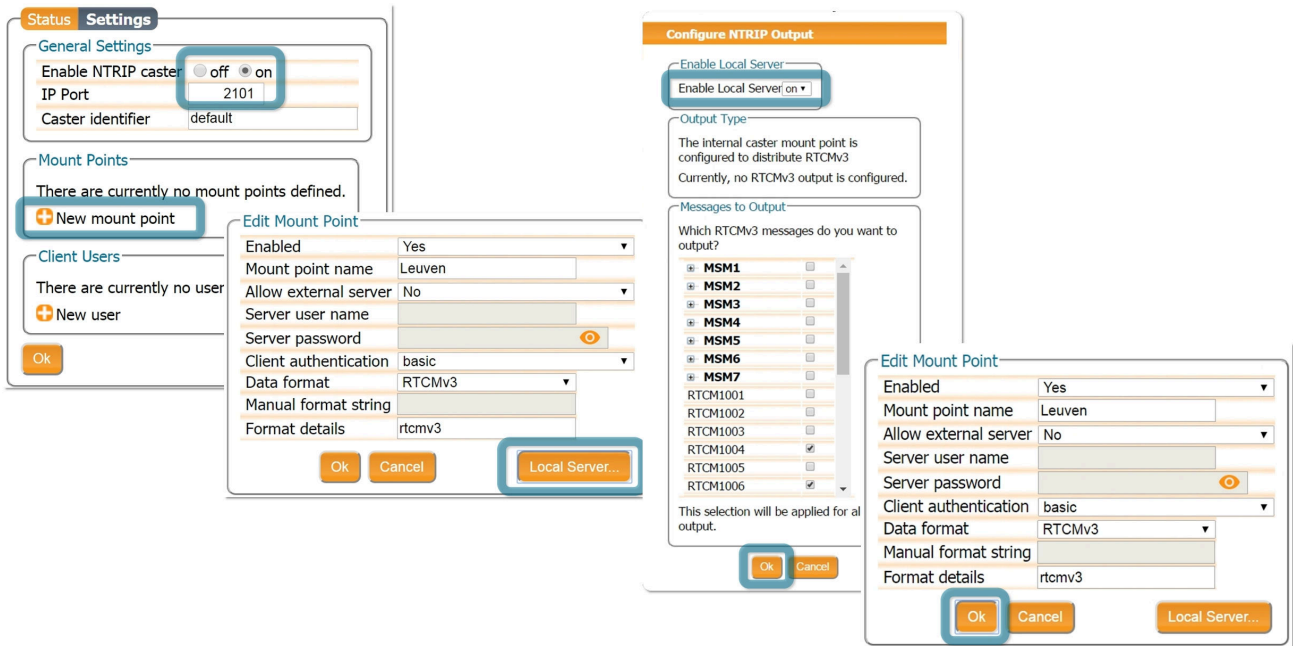 Status Settings
General Settings
Enable NTRIP caster off on
IP Port 2101
Caster identifier default
Mount Points
There are currently no mount points defined.
New mount point
Client Users
There are currently no user
New user
Ok
Edit Mount Point
Enabled Yes
Mount point name Leuven
Allow external server No
Server user name
Server password
Client authentication basic
Data format RTCMv3
Manual format string
Format details rtcmv3
Ok Cancel Local Server...
Configure NTRIP Output
Enable Local Server
Enable Local Server on
Output Type
The internal caster mount point is
configured to distribute RTCMv3
Currently, no RTCMv3 output is configured.
Messages to Output
Which RTCMv3 messages do you want to
output?
MSM1
MSM2
MSM3
MSM4
MSM5
MSM6
MSM7
RTCM1001
RTCM1002
RTCM1003
RTCM1004
RTCM1005
RTCM1006
This selection will be applied for al
output.
Ok Cancel
Edit Mount Point
Enabled Yes
Mount point name Leuven
Allow external server No
Server user name
Server password
Client authentication basic
Data format RTCMv3
Manual format string
Format details rtcmv3
Ok Cancel Local Server...